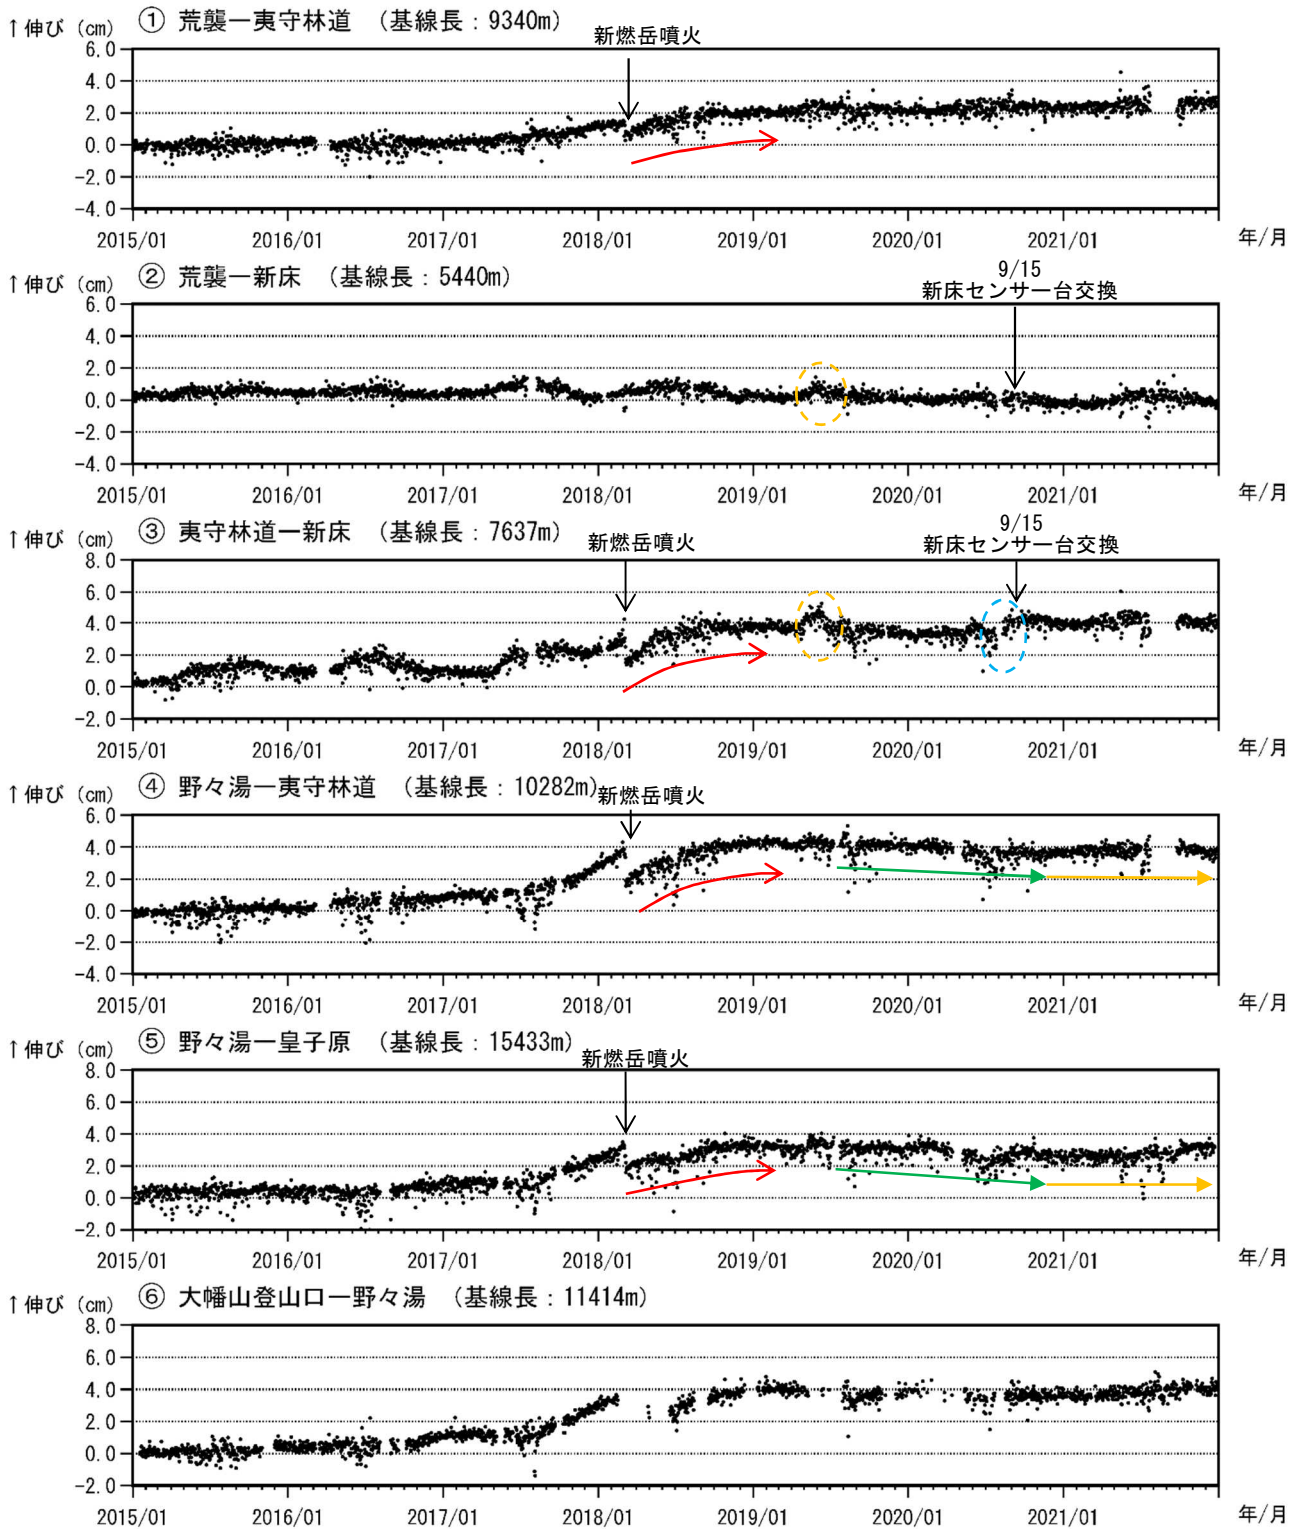 ① 荒襲ー夷守林道 (基線長:9340m)
↑伸び (cm)
新燃岳噴火
6.0
4.0
2.0
0.0
-2.0
-4.0
2015/01 2016/01 2017/01 2018/01 2019/01 2020/01 2021/01 年/月
② 荒襲ー新床 (基線長:5440m)
↑伸び (cm)
9/15
新床センサー台交換
6.0
4.0
2.0
0.0
-2.0
-4.0
2015/01 2016/01 2017/01 2018/01 2019/01 2020/01 2021/01 年/月
③ 夷守林道ー新床 (基線長:7637m)
↑伸び (cm)
新燃岳噴火
9/15
新床センサー台交換
8.0
6.0
4.0
2.0
0.0
-2.0
2015/01 2016/01 2017/01 2018/01 2019/01 2020/01 2021/01 年/月
④ 野々湯ー夷守林道 (基線長:10282m)
↑伸び (cm)
新燃岳噴火
6.0
4.0
2.0
0.0
-2.0
-4.0
2015/01 2016/01 2017/01 2018/01 2019/01 2020/01 2021/01 年/月
⑤ 野々湯ー皇子原 (基線長:15433m)
↑伸び (cm)
新燃岳噴火
8.0
6.0
4.0
2.0
0.0
-2.0
2015/01 2016/01 2017/01 2018/01 2019/01 2020/01 2021/01 年/月
⑥ 大幡山登山口ー野々湯 (基線長:11414m)
↑伸び (cm)
8.0
6.0
4.0
2.0
0.0
-2.0
2015/01 2016/01 2017/01 2018/01 2019/01 2020/01 2021/01 年/月